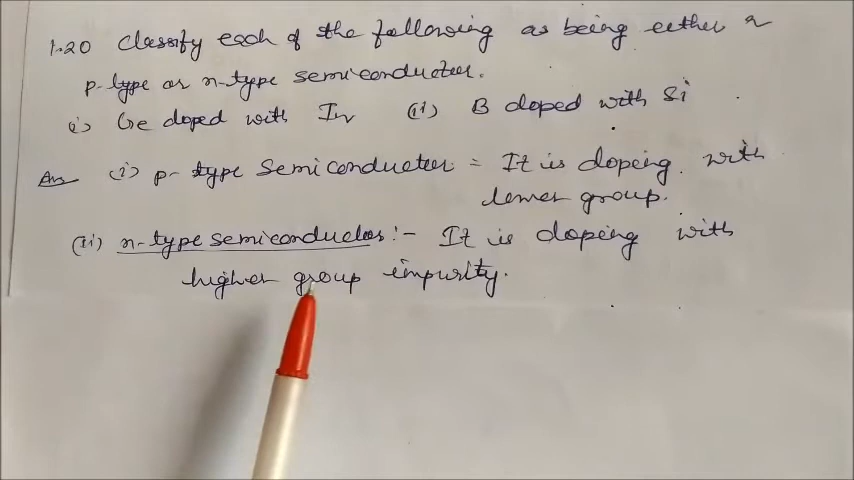 1.20 Classify each of the following as being either a
p-type or n-type semiconductor.
(i) Ge doped with In (ii) B doped with Si
Ans (i) p-type Semiconductor = It is doping with
lower group.
(ii) n-type semiconductor :- It is doping with
higher group impurity.